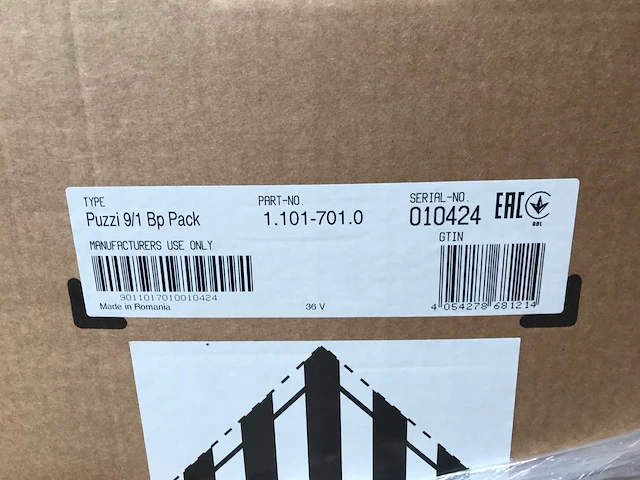 TYPE
Puzzi 9/1 Bp Pack
PART-NO.
1.101-701.0
SERIAL-NO.
010424
EAC
001
GTIN
MANUFACTURERS USE ONLY
9011017010010424
4 054278 681214
Made in Romania
36 V